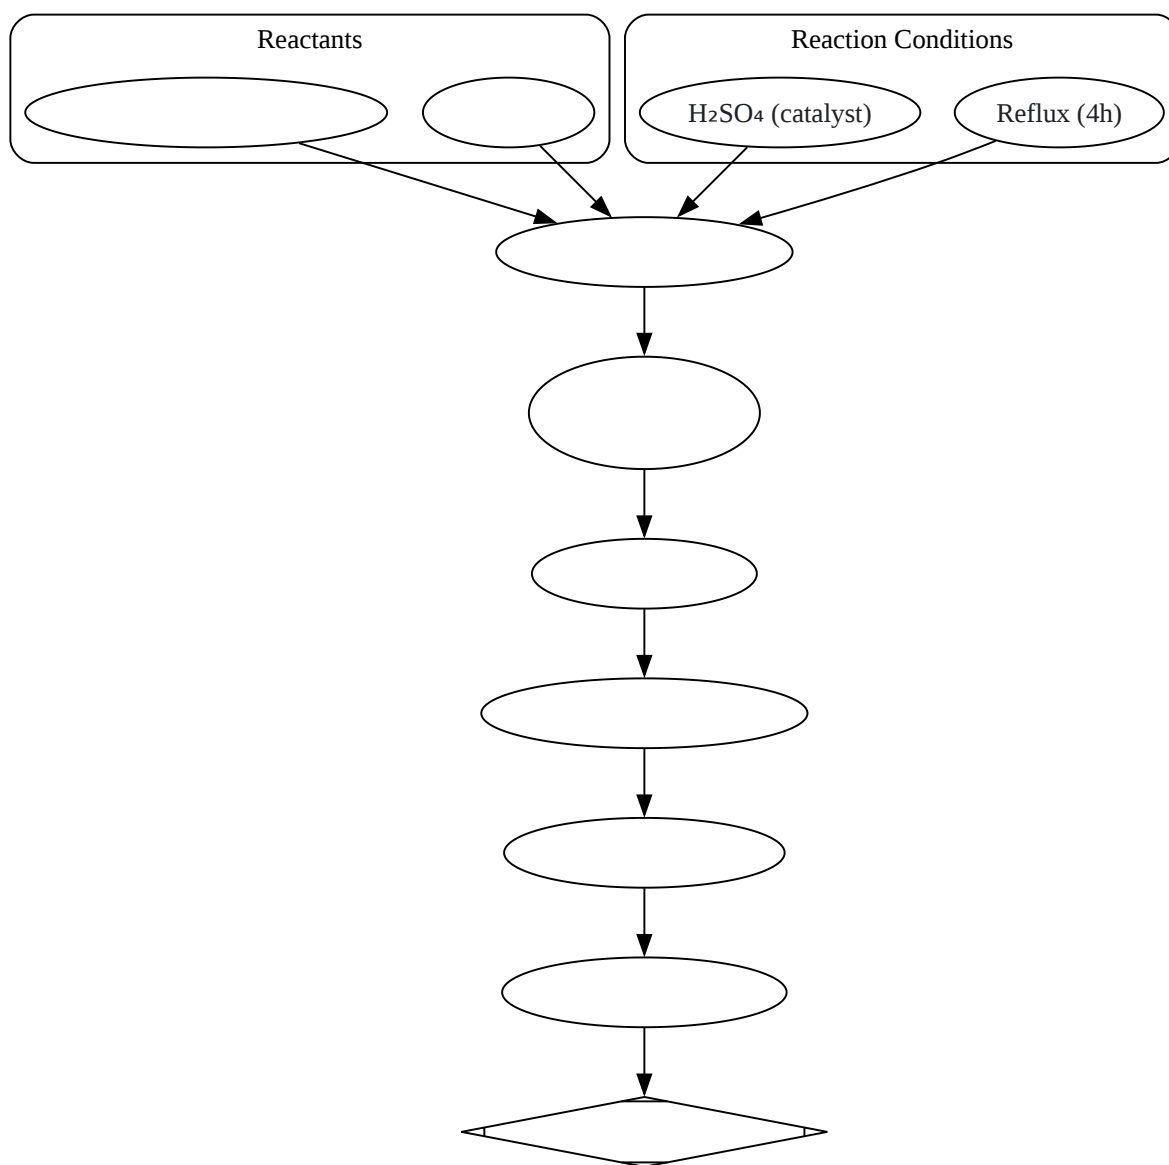 Reactants
Reaction Conditions
H₂SO₄ (catalyst)
Reflux (4h)